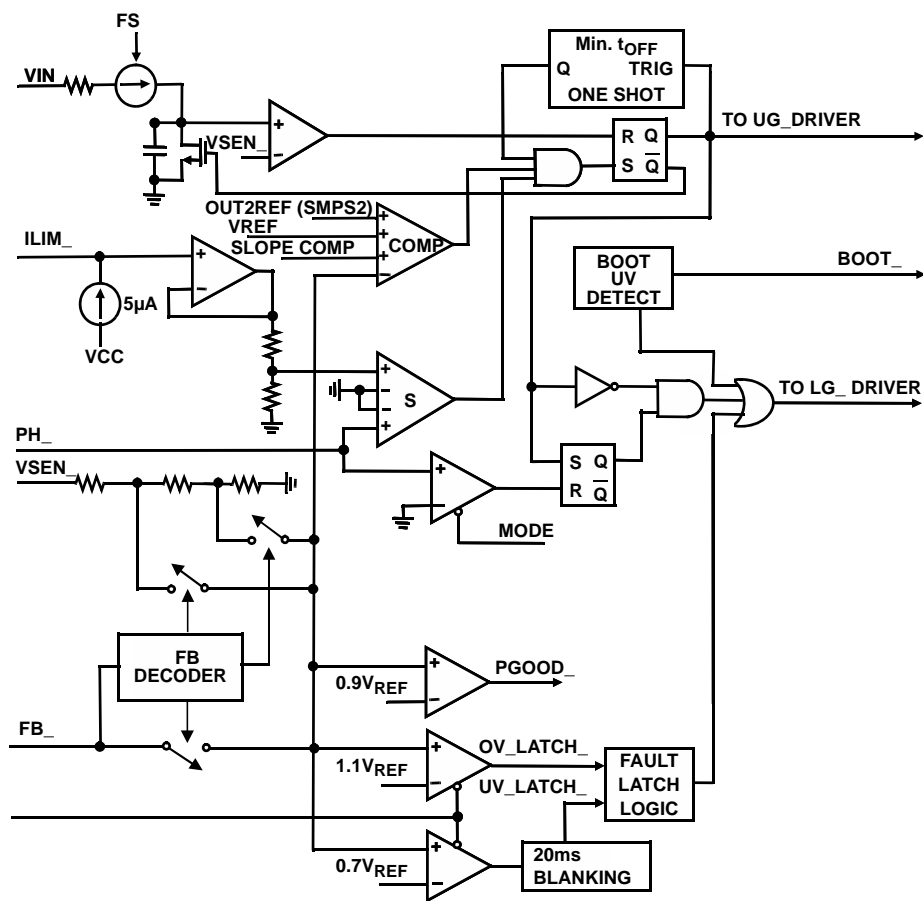 FS
Min. tOFF
Q TRIG
ONE SHOT
VIN
TO UG_DRIVER
VSEN_
R Q
S Q
OUT2REF (SMPS2)
VREF
SLOPE COMP
COMP
ILIM_
5µA
VCC
BOOT
UV
DETECT
BOOT_
S
TO LG_ DRIVER
PH_
VSEN_
S Q
R Q
MODE
FB
DECODER
0.9VREF
PGOOD_
FB_
1.1VREF
OV_LATCH_
UV_LATCH_
FAULT
LATCH
LOGIC
0.7VREF
20ms
BLANKING